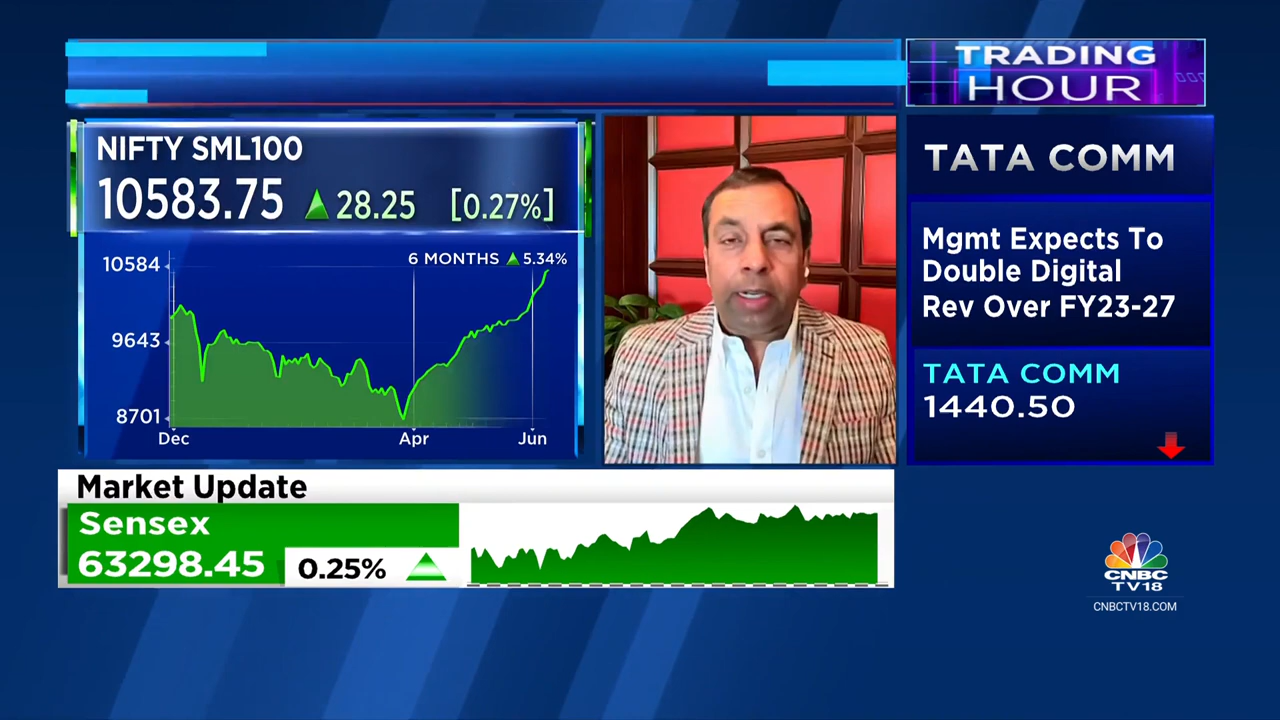 TRADING
HOUR
NIFTY SML100
10583.75 28.25 [0.27%]
6 MONTHS 5.34%
10584
9643
8701
Dec Apr Jun
TATA COMM
Mgmt Expects To
Double Digital
Rev Over FY23-27
TATA COMM
1440.50
Market Update
Sensex
63298.45 0.25%
CNBC
TV18
CNBCTV18.COM